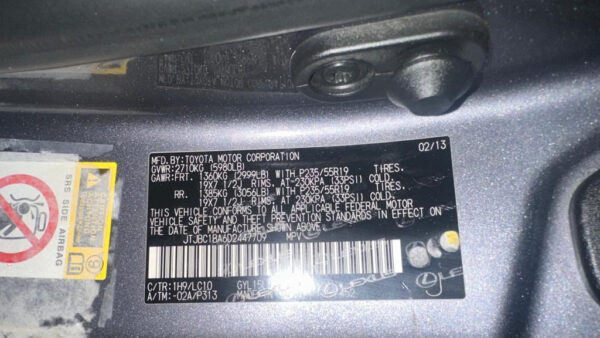 02/13
MFD.BY:TOYOTA MOTOR CORPORATION
GVWR:2710KG (5980LB)
GAWR:FRT. 1360KG (2999LB) WITH P235/55R19 TIRES.
19X7 1/2J RIMS, AT 230KPA (33PSI) COLD.
RR. 1385KG (3054LB) WITH P235/55R19 TIRES.
19X7 1/2J RIMS, AT 230KPA (33PSI) COLD.
THIS VEHICLE CONFORMS TO ALL APPLICABLE FEDERAL MOTOR
VEHICLE SAFETY AND THEFT PREVENTION STANDARDS IN EFFECT ON
THE DATE OF MANUFACTURE SHOWN ABOVE.
JTJBC1BA6D2447709 MPV
C/TR:1H9/LC10
A/TM:-02A/P313
SRS SIDE AIRBAG
LEXUS